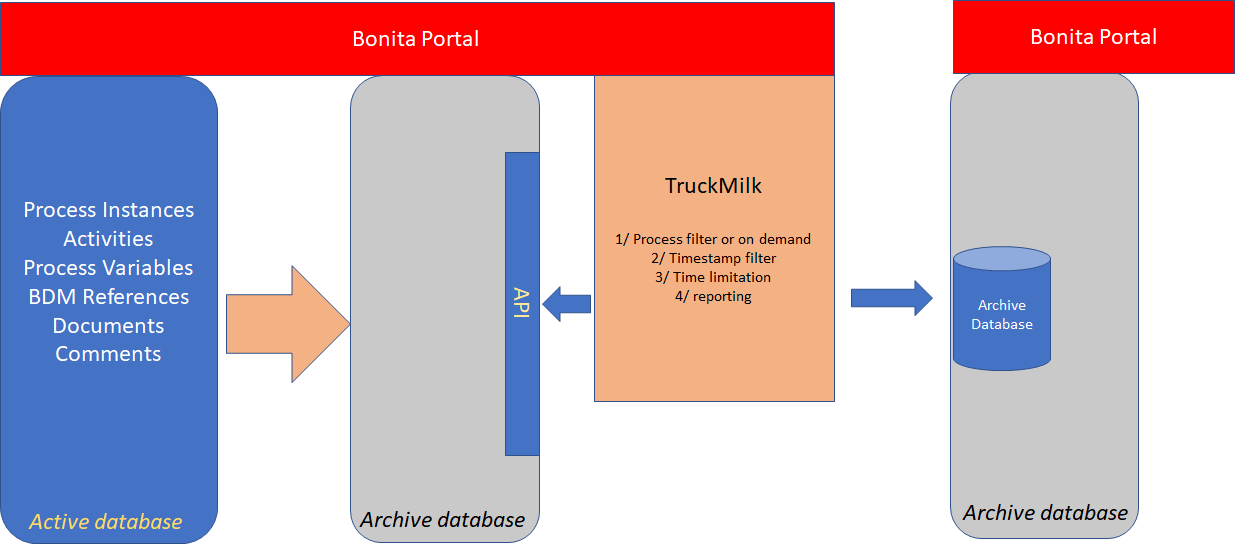 Bonita Portal
Bonita Portal
Process Instances
Activities
Process Variables
BDM References
Documents
Comments
Active database
API
Archive database
TruckMilk
1/ Process filter or on demand
2/ Timestamp filter
3/ Time limitation
4/ reporting
Archive
Database
Archive database